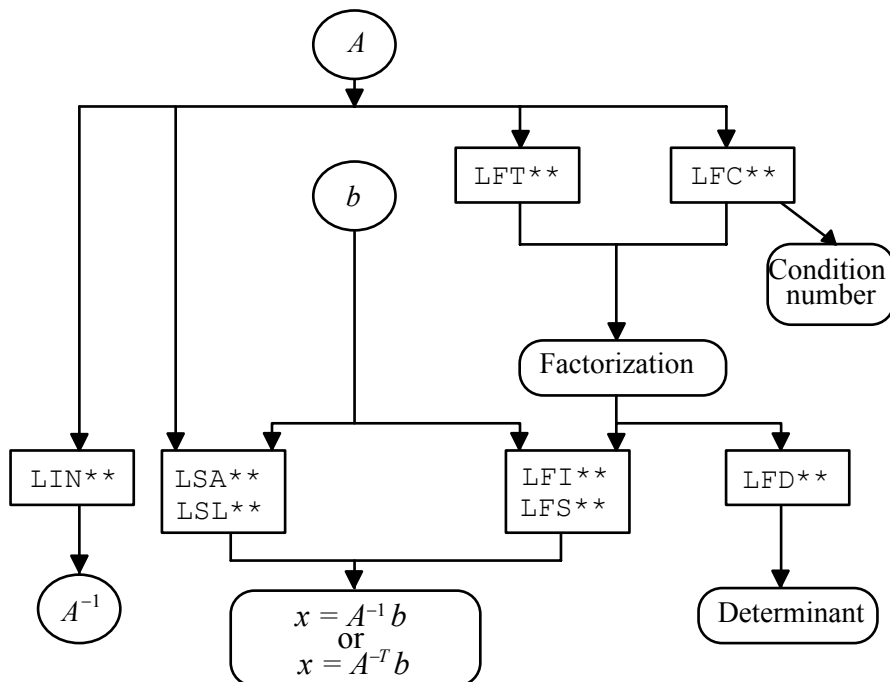 A
LFT**
LFC**
b
Condition
number
Factorization
LIN**
LSA**
LSL**
LFI**
LFS**
LFD**
A⁻¹
x = A⁻¹ b
or
x = A⁻ᵀ b
Determinant